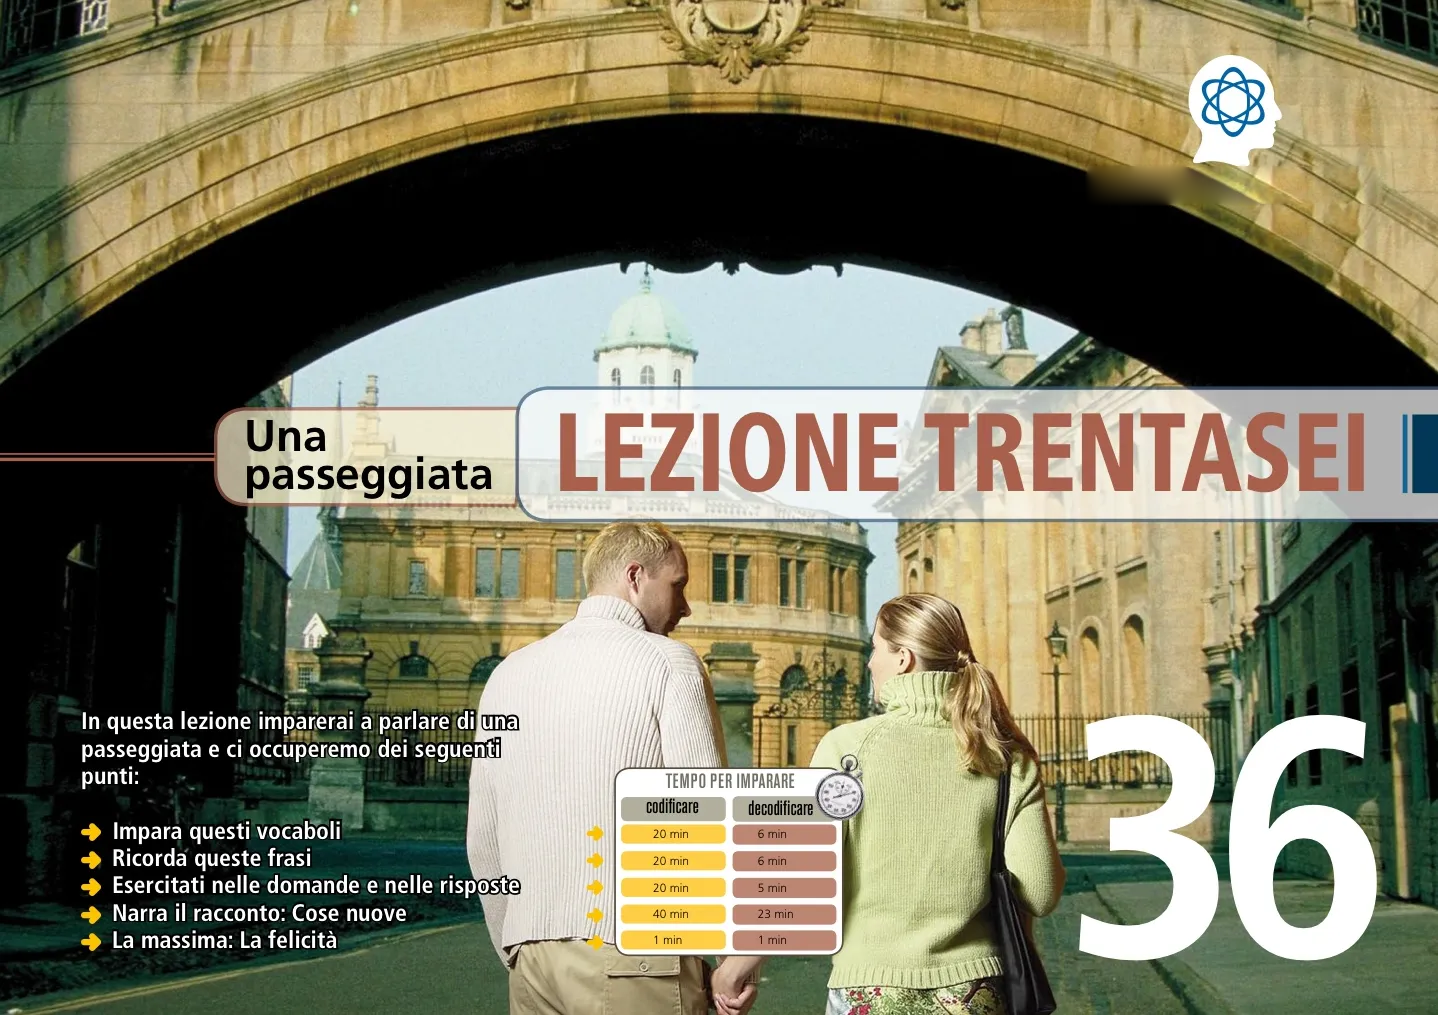 Una
passeggiata
LEZIONE TRENTASEI
In questa lezione imparerai a parlare di una
passeggiata e ci occuperemo dei seguenti
punti:
Impara questi vocaboli
Ricorda queste frasi
Esercitati nelle domande e nelle risposte
Narra il racconto: Cose nuove
La massima: La felicità
TEMPO PER IMPARARE
codificare decodificare
20 min 6 min
20 min 6 min
20 min 5 min
40 min 23 min
1 min 1 min
36